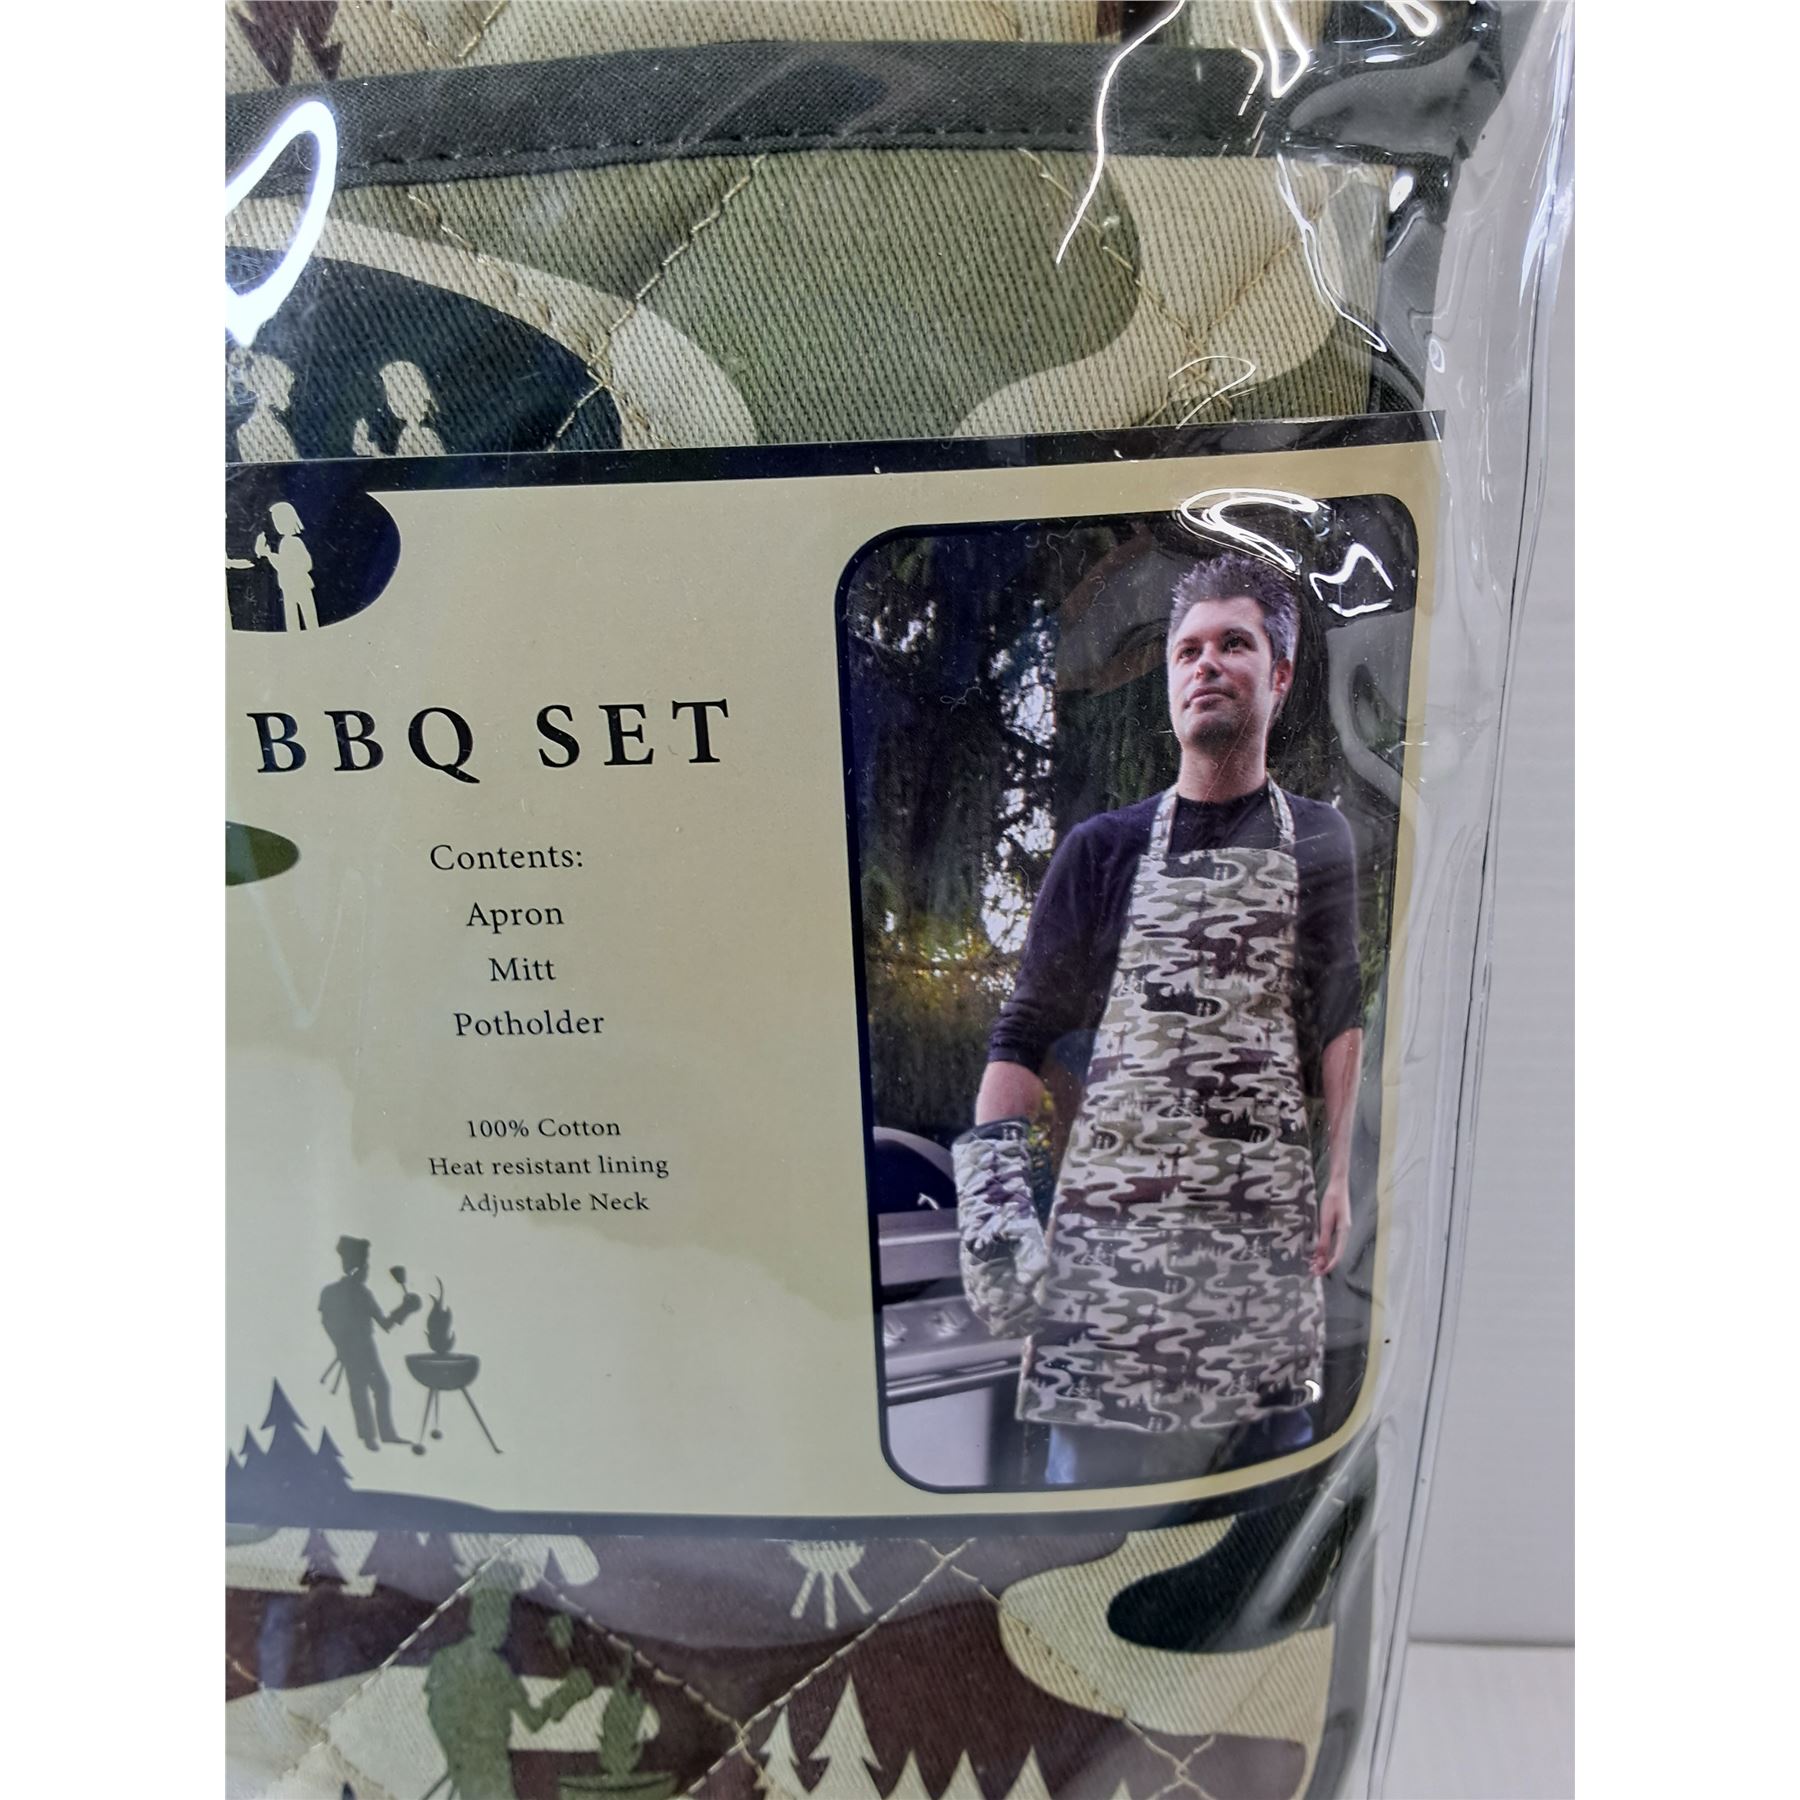 BBQ SET
Contents:
Apron
Mitt
Potholder
100% Cotton
Heat resistant lining
Adjustable Neck